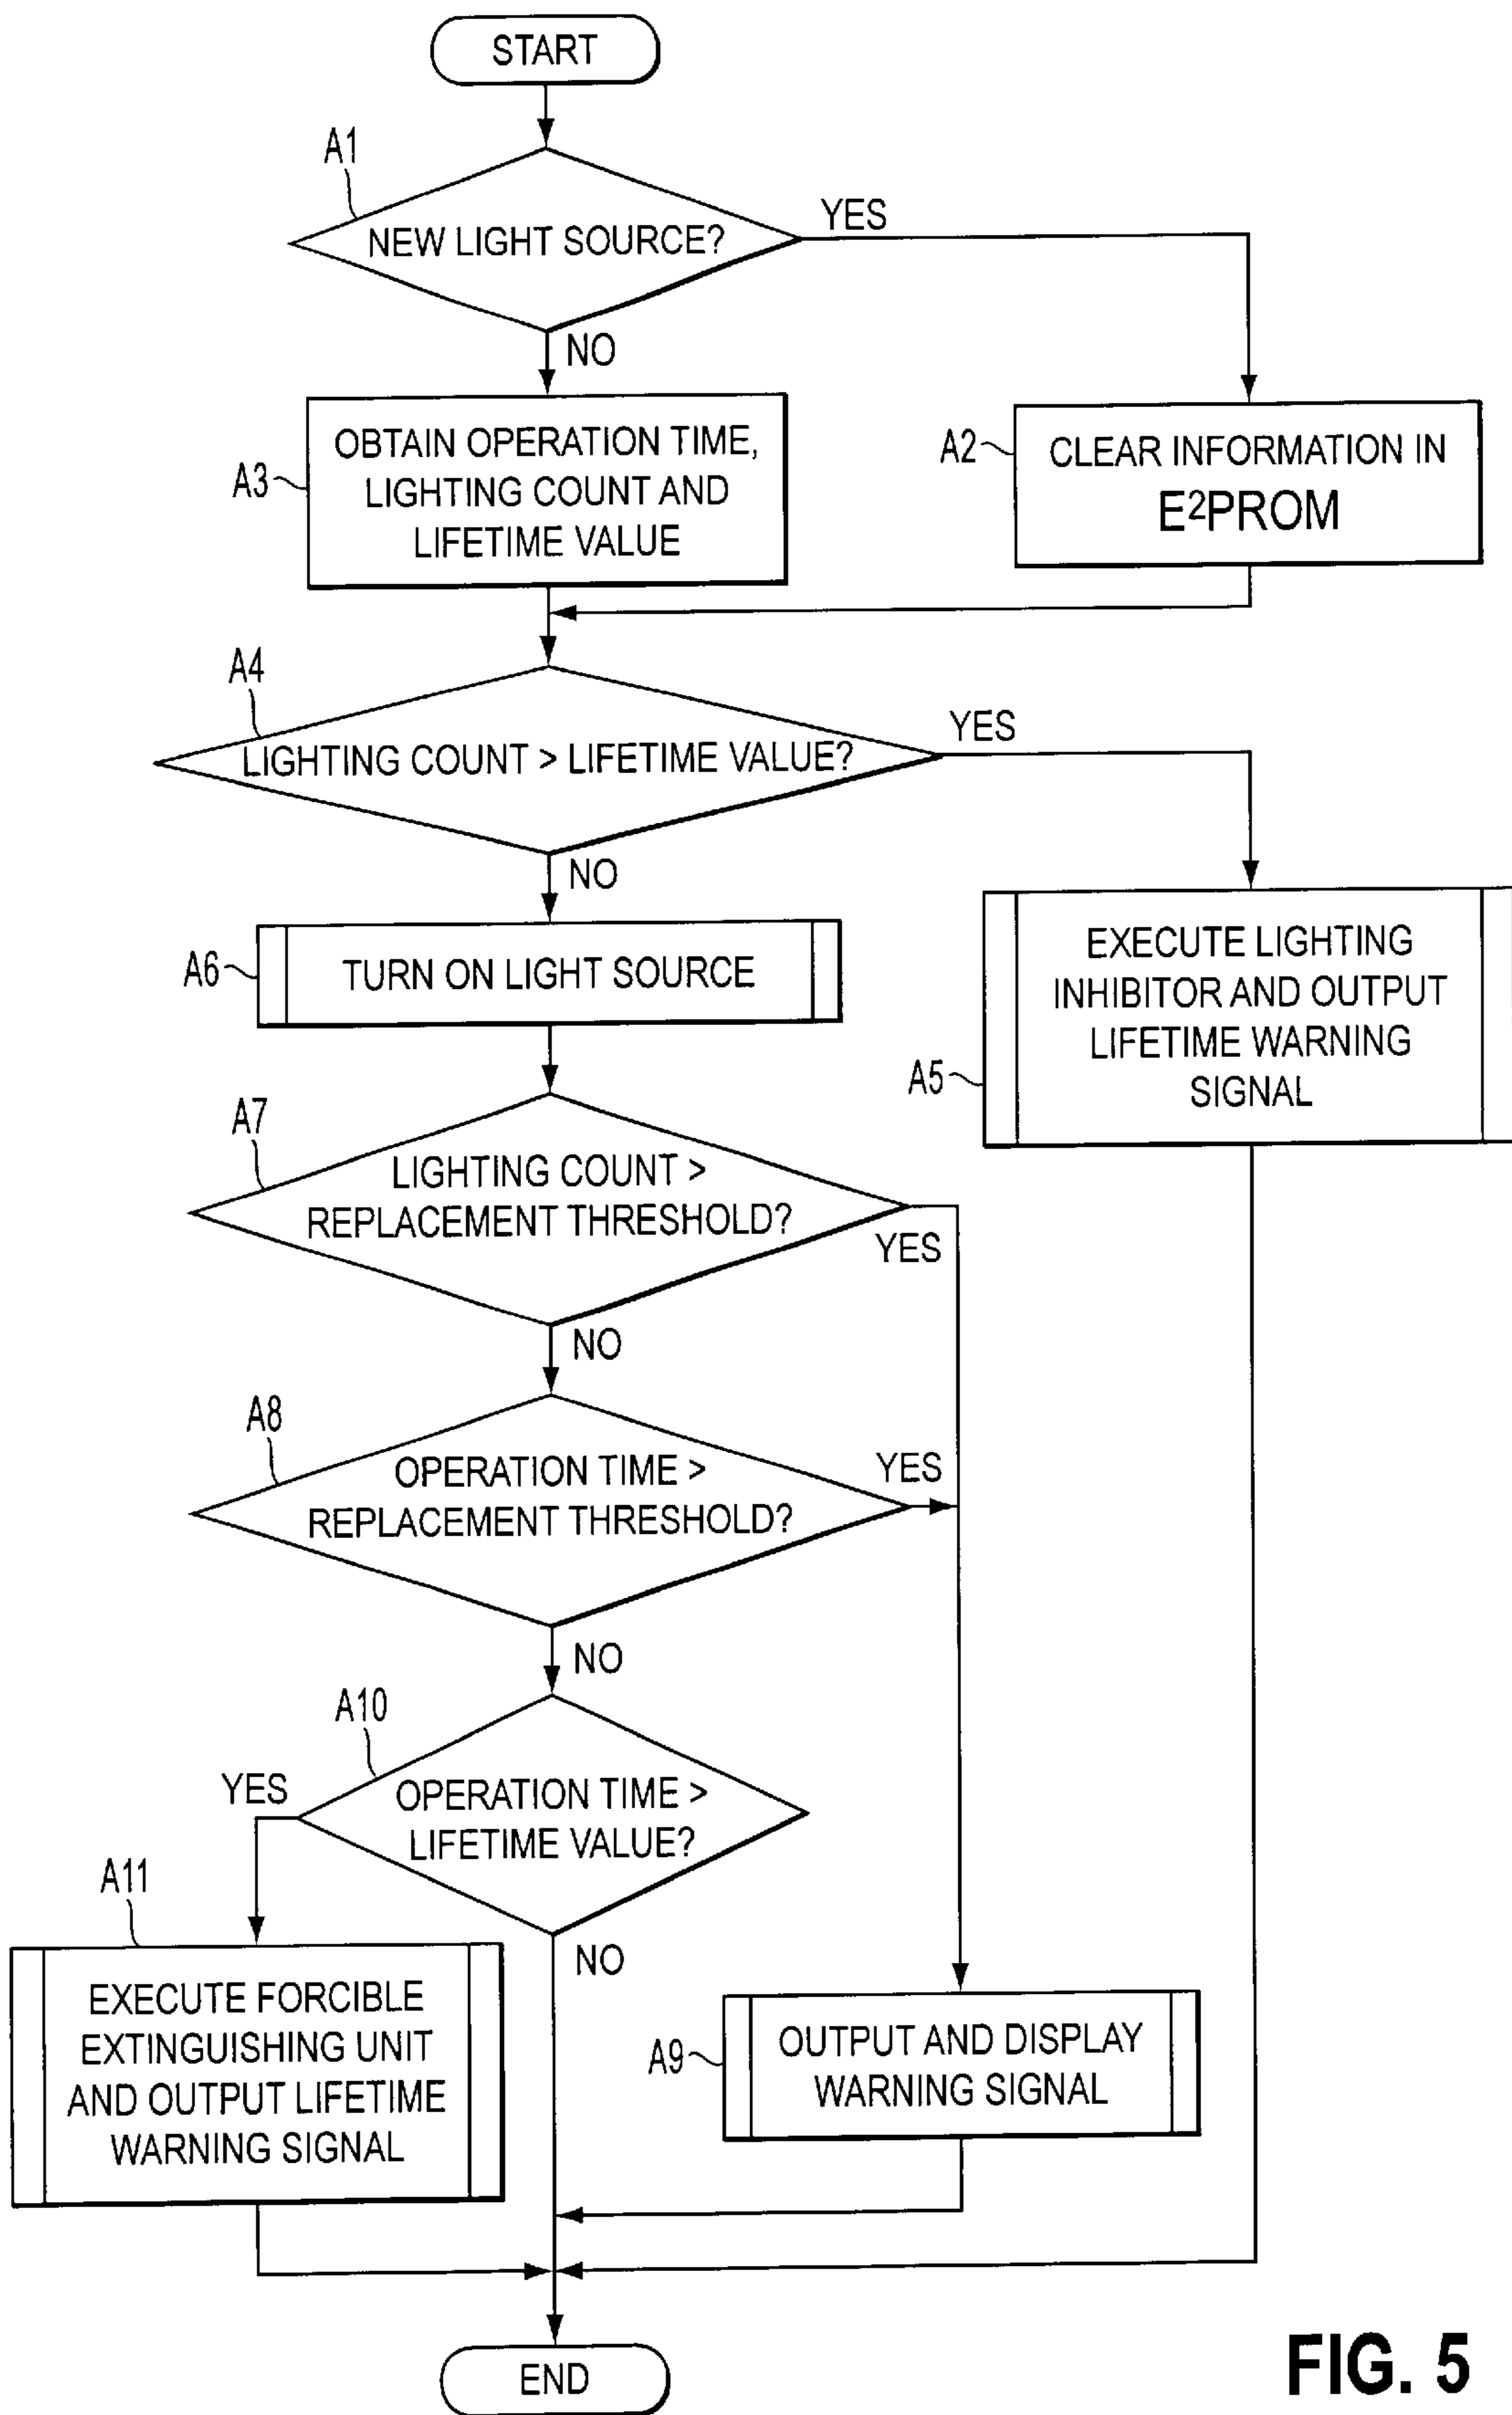 START
A1
NEW LIGHT SOURCE?
YES
NO
A3
OBTAIN OPERATION TIME,
LIGHTING COUNT AND
LIFETIME VALUE
A2
CLEAR INFORMATION IN
E²PROM
A4
LIGHTING COUNT > LIFETIME VALUE?
YES
NO
A6
TURN ON LIGHT SOURCE
A5
EXECUTE LIGHTING
INHIBITOR AND OUTPUT
LIFETIME WARNING
SIGNAL
A7
LIGHTING COUNT >
REPLACEMENT THRESHOLD?
YES
NO
A8
OPERATION TIME >
REPLACEMENT THRESHOLD?
YES
NO
A10
OPERATION TIME >
LIFETIME VALUE?
YES
NO
A11
EXECUTE FORCIBLE
EXTINGUISHING UNIT
AND OUTPUT LIFETIME
WARNING SIGNAL
A9
OUTPUT AND DISPLAY
WARNING SIGNAL
END
FIG. 5